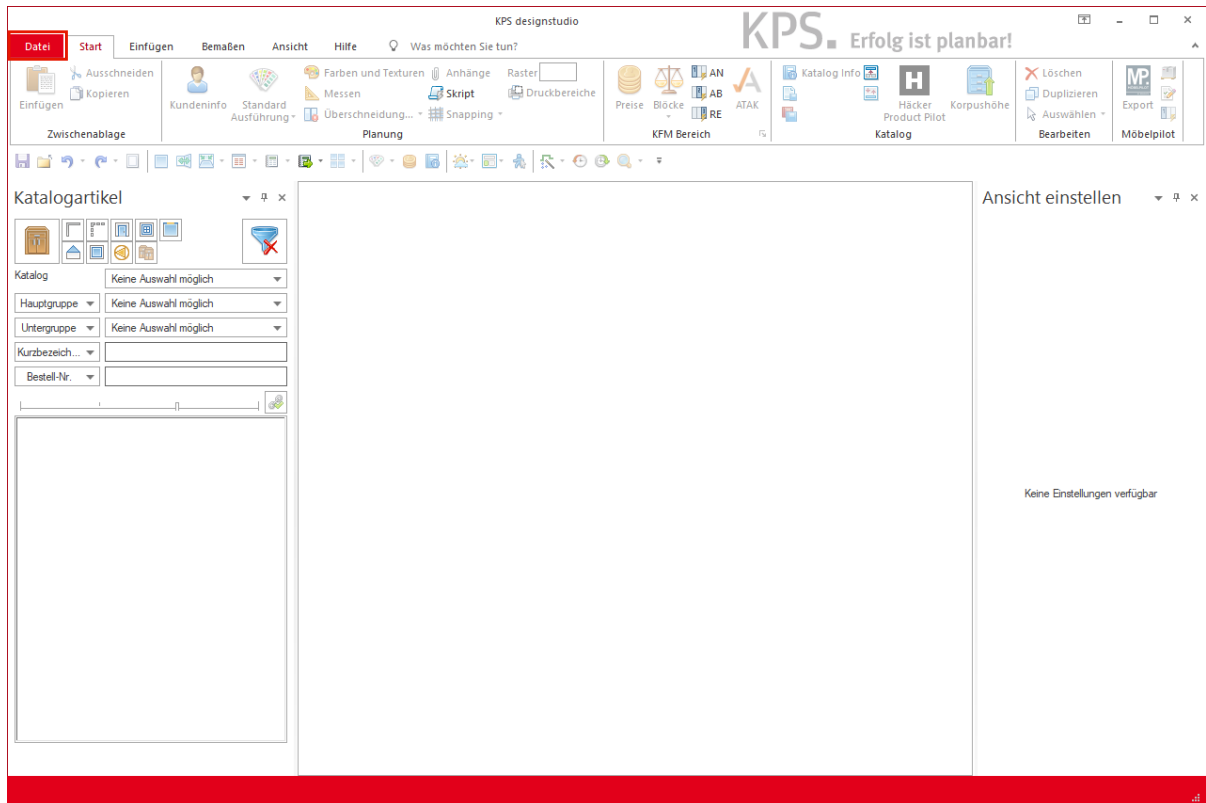 KPS designstudio
KPS. Erfolg ist planbar!
Datei Start Einfügen Bemaßen Ansicht Hilfe Was möchten Sie tun?
Ausschneiden Farben und Texturen Anhänge Raster AN Katalog Info Löschen
Kopieren Messen Skript Druckbereiche AB Duplizieren
Einfügen Kundeninfo Standard Ausführung Überschneidung... Snapping Preise Blöcke RE ATAK H Häcker Product Pilot Korpushöhe Auswählen MP. Export
Zwischenablage Planung KFM Bereich Katalog Bearbeiten Möbelpilot
Katalogartikel
Katalog Keine Auswahl möglich
Hauptgruppe Keine Auswahl möglich
Untergruppe Keine Auswahl möglich
Kurzbezeich...
Bestell-Nr.
Ansicht einstellen
Keine Einstellungen verfügbar